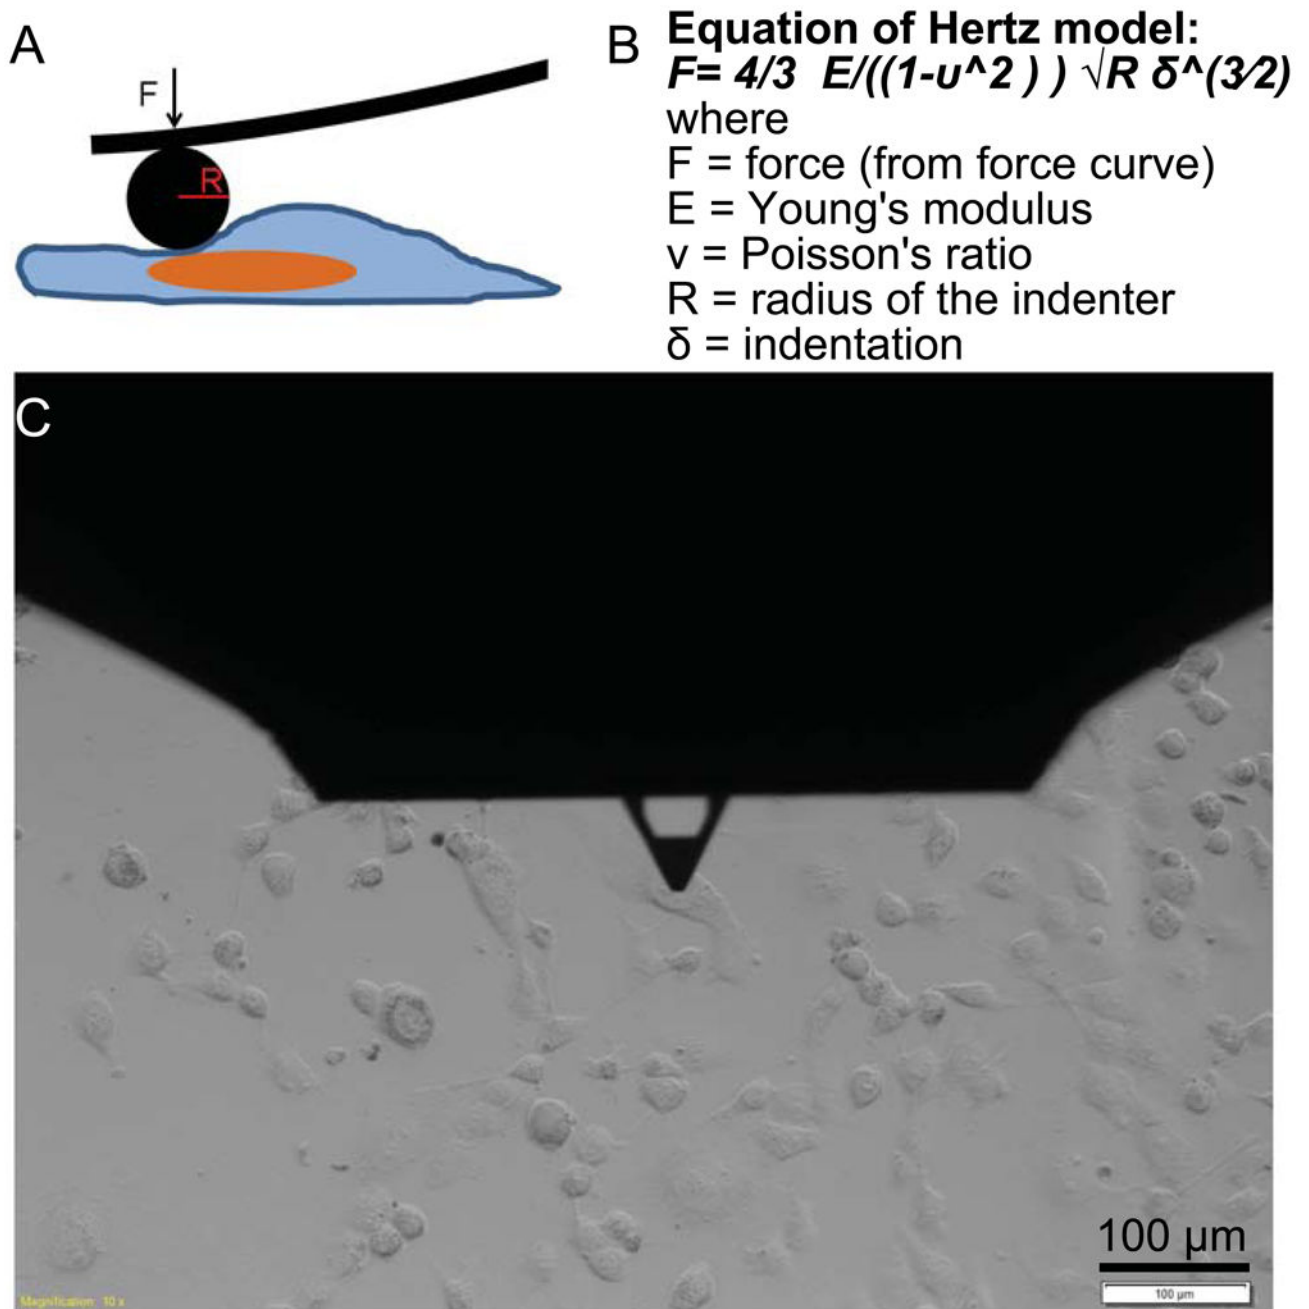 A
F
R
B
Equation of Hertz model:
F= 4/3 E/((1-υ^2 ) ) √R δ^(3⁄2)
where
F = force (from force curve)
E = Young's modulus
v = Poisson's ratio
R = radius of the indenter
δ = indentation
C
100 µm
100 µm
Magnification: 10 x